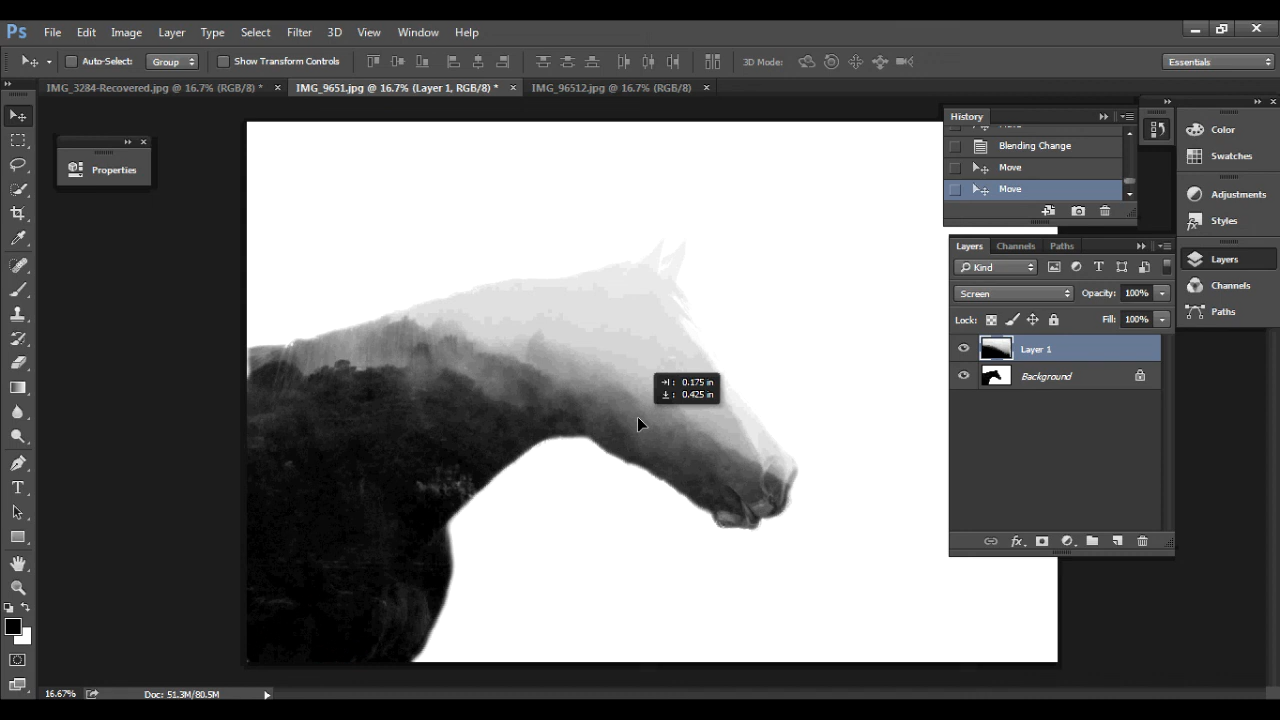 Ps File Edit Image Layer Type Select Filter 3D View Window Help
Auto-Select: Group Show Transform Controls 3D Mode: Essentials
IMG_3284-Recovered.jpg @ 16.7% (RGB/8) * × IMG_9651.jpg @ 16.7% (Layer 1, RGB/8) * × IMG_96512.jpg @ 16.7% (RGB/8) ×
Properties
History
Blending Change
Move
Move
Color
Swatches
Adjustments
Styles
Layers
Channels
Paths
Layers Channels Paths
Kind
Screen Opacity: 100%
Lock: Fill: 100%
Layer 1
Background
0.175 in
0.425 in
16.67% Doc: 51.3M/80.5M